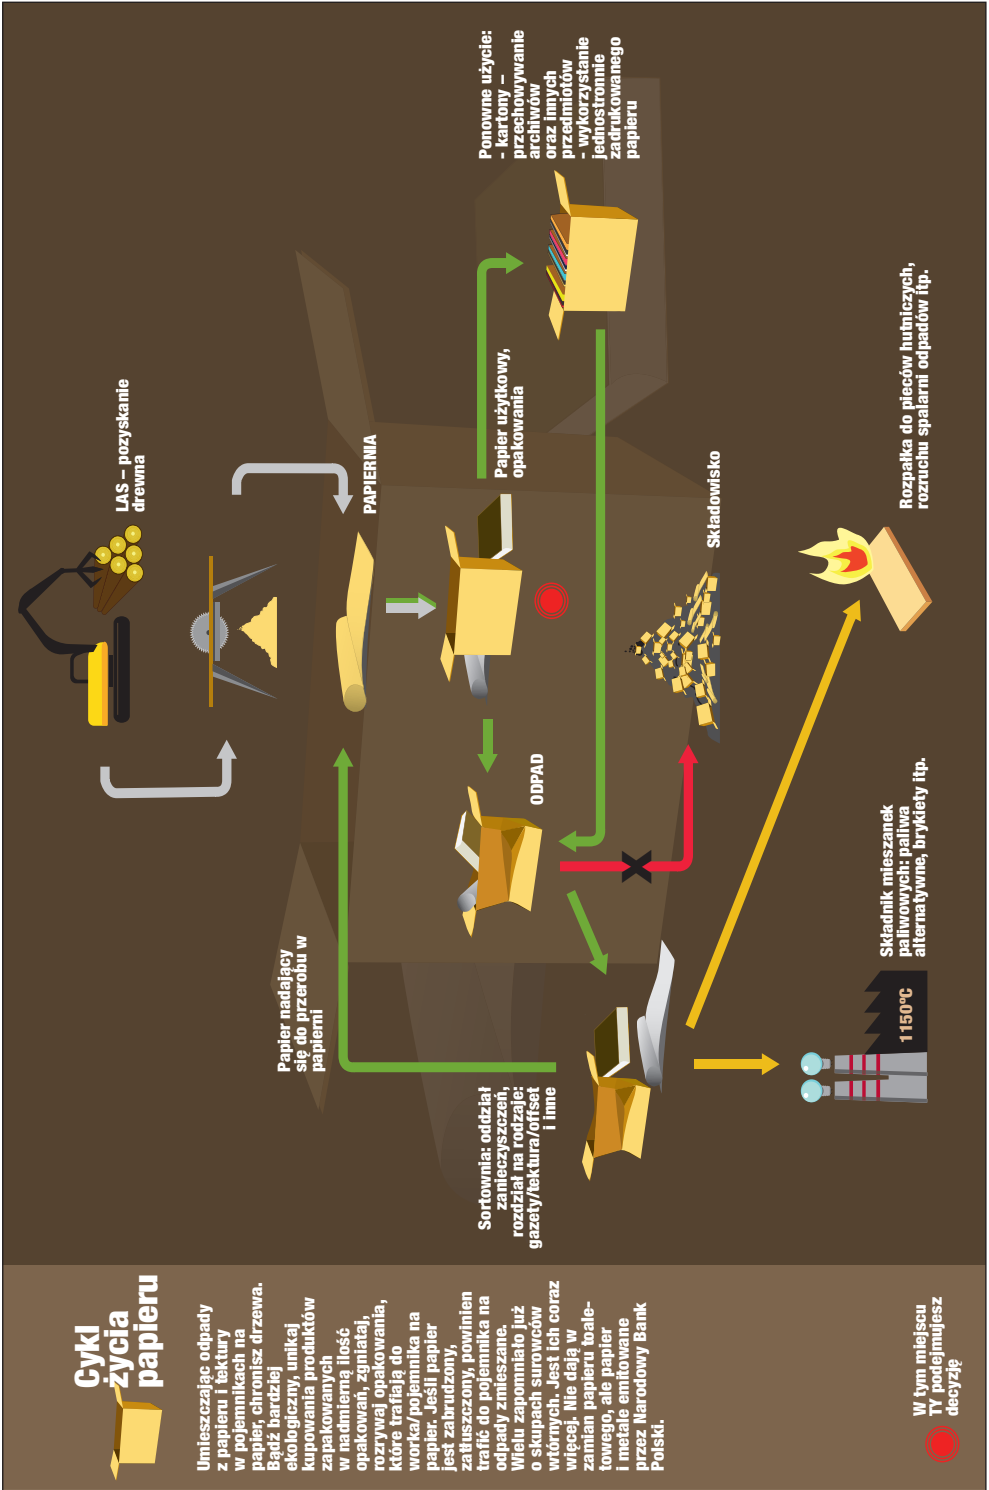 Cykl
życia
papieru
Umieszczając odpady
z papieru i tektury
w pojemnikach na
papier, chronisz drzewa.
Bądź bardziej
ekologiczny, unikaj
kupowania produktów
zapakowanych
w nadmierną ilość
opakowań, zgniataj,
rozrywaj opakowania,
które trafiają do
worka/pojemnika na
papier. Jeśli papier
jest zabrudzony,
zatłuszczony, powinien
trafić do pojemnika na
odpady zmieszane.
Wielu zapomniało już
o skupach surowców
wtórnych. Jest ich coraz
więcej. Nie dają w
zamian papieru toale-
towego, ale papier
i metale emitowane
przez Narodowy Bank
Polski.
W tym miejscu
TY podejmujesz
decyzję
LAS – pozyskanie
drewna
PAPIERNIA
Papier nadający
się do przerobu w
papierni
Papier użytkowy,
opakowania
Ponowne użycie:
- kartony –
przechowywanie
archiwów
oraz innych
przedmiotów
- wykorzystanie
jednostronnie
zadrukowanego
papieru
ODPAD
Sortownia: oddział
zanieczyszczeń,
rozdział na rodzaje:
gazety/tektura/offset
i inne
Składowisko
Składnik mieszanek
paliwowych: paliwa
alternatywne, brykiety itp.
1150ºC
Rozpałka do pieców hutniczych,
rozruchu spalarni odpadów itp.